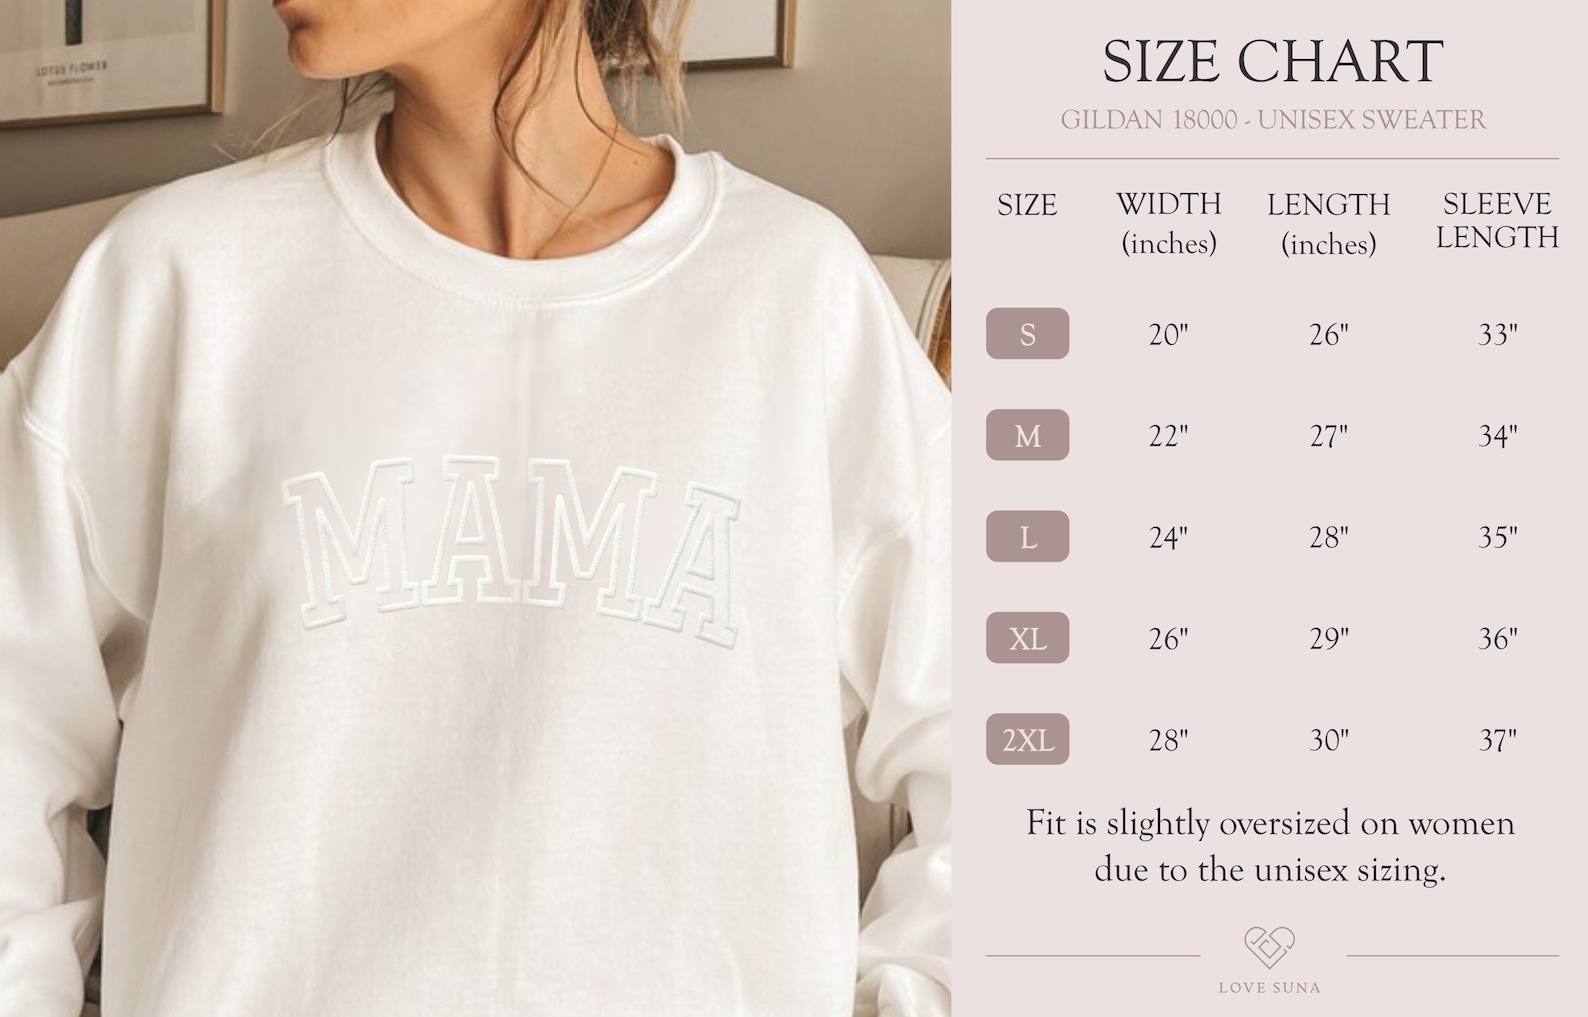 LOTUS FLOWER
MAMA
SIZE CHART
GILDAN 18000 - UNISEX SWEATER
SIZE WIDTH (inches) LENGTH (inches) SLEEVE LENGTH
S 20" 26" 33"
M 22" 27" 34"
L 24" 28" 35"
XL 26" 29" 36"
2XL 28" 30" 37"
Fit is slightly oversized on women
due to the unisex sizing.
LOVE SUNA